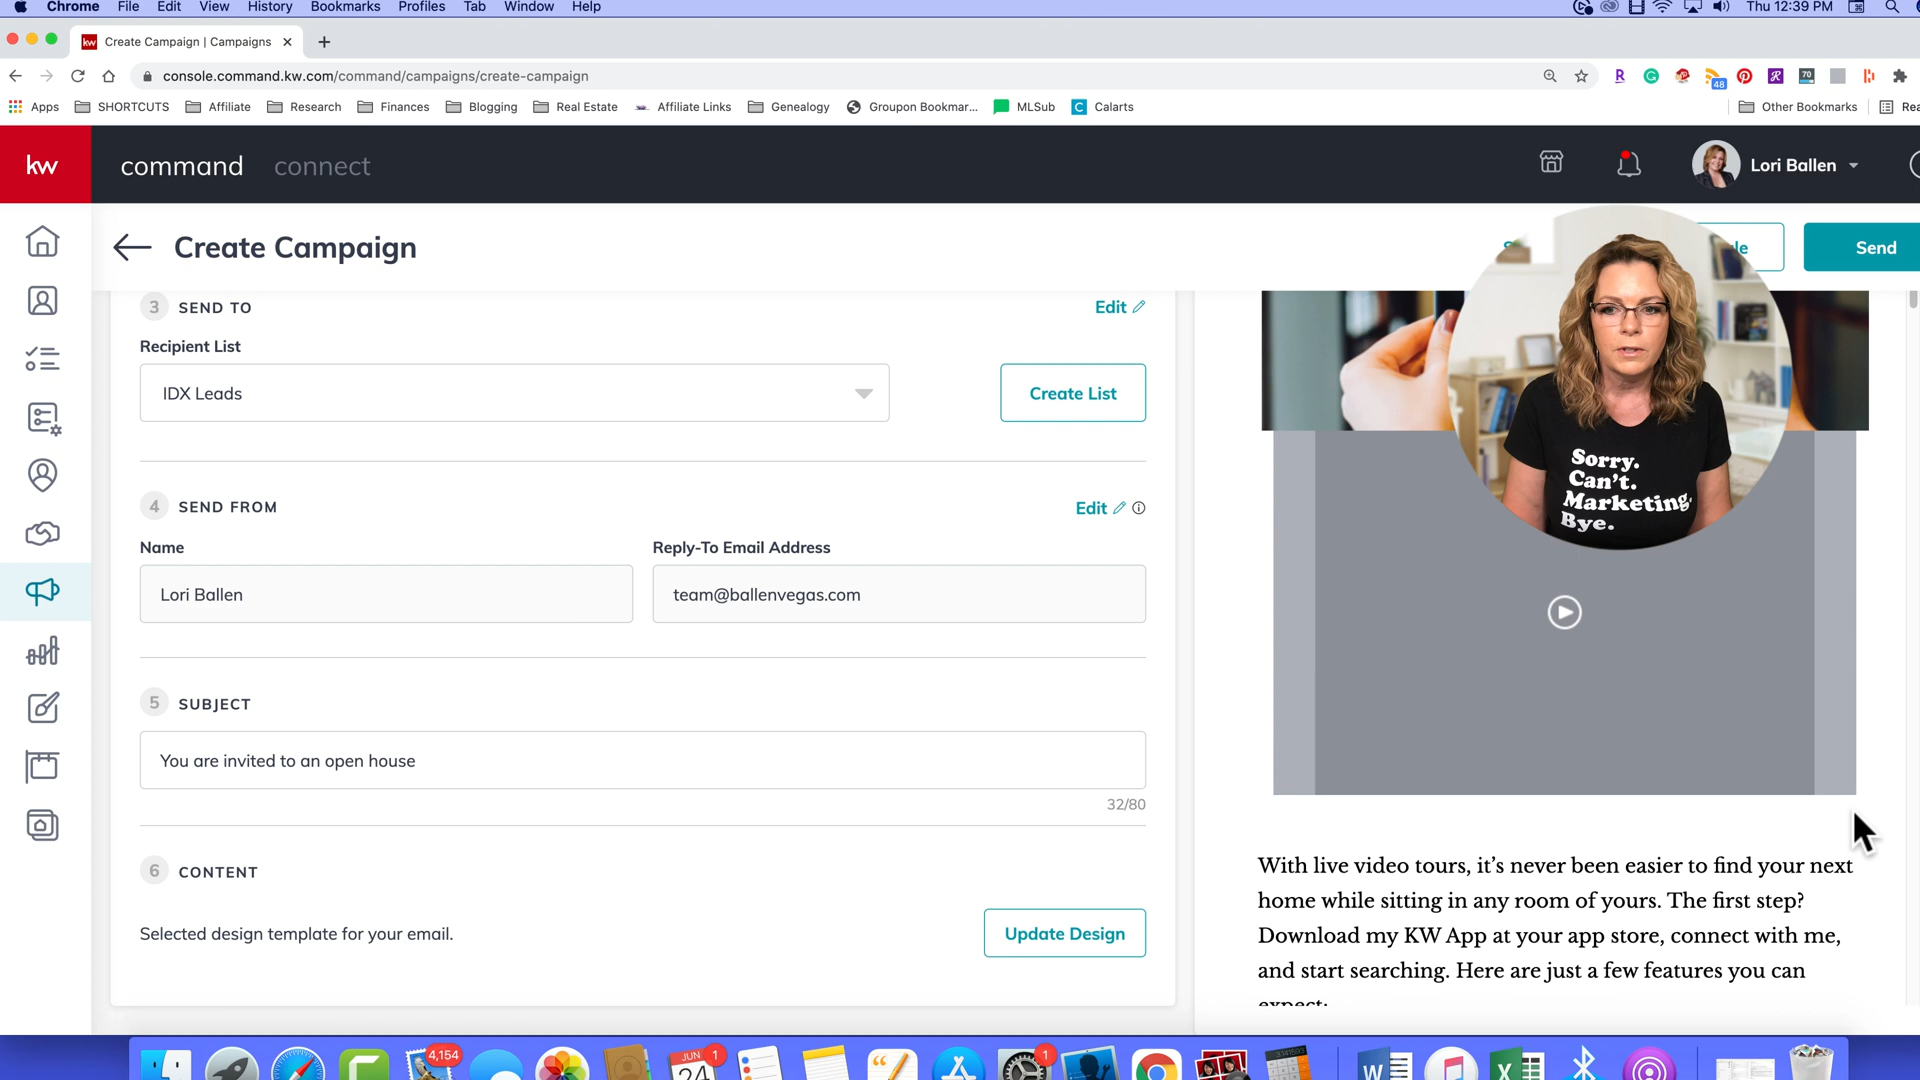 Chrome File Edit View History Bookmarks Profiles Tab Window Help
Thu 12:39 PM
kw Create Campaign | Campaigns
console.command.kw.com/command/campaigns/create-campaign
48
70
Apps SHORTCUTS Affiliate Research Finances Blogging Real Estate Affiliate Links Genealogy Groupon Bookmar... MLSub Calarts Other Bookmarks Rea
kw command connect
Lori Ballen
Create Campaign
Send
3 SEND TO
Edit
Recipient List
IDX Leads
Create List
4 SEND FROM
Edit
Name
Reply-To Email Address
Lori Ballen
team@ballenvegas.com
5 SUBJECT
You are invited to an open house
32/80
6 CONTENT
Selected design template for your email.
Update Design
Sorry.
Can't.
Marketing.
Bye.
With live video tours, it's never been easier to find your next
home while sitting in any room of yours. The first step?
Download my KW App at your app store, connect with me,
and start searching. Here are just a few features you can
expect:
4,154
JUN 1
24
1